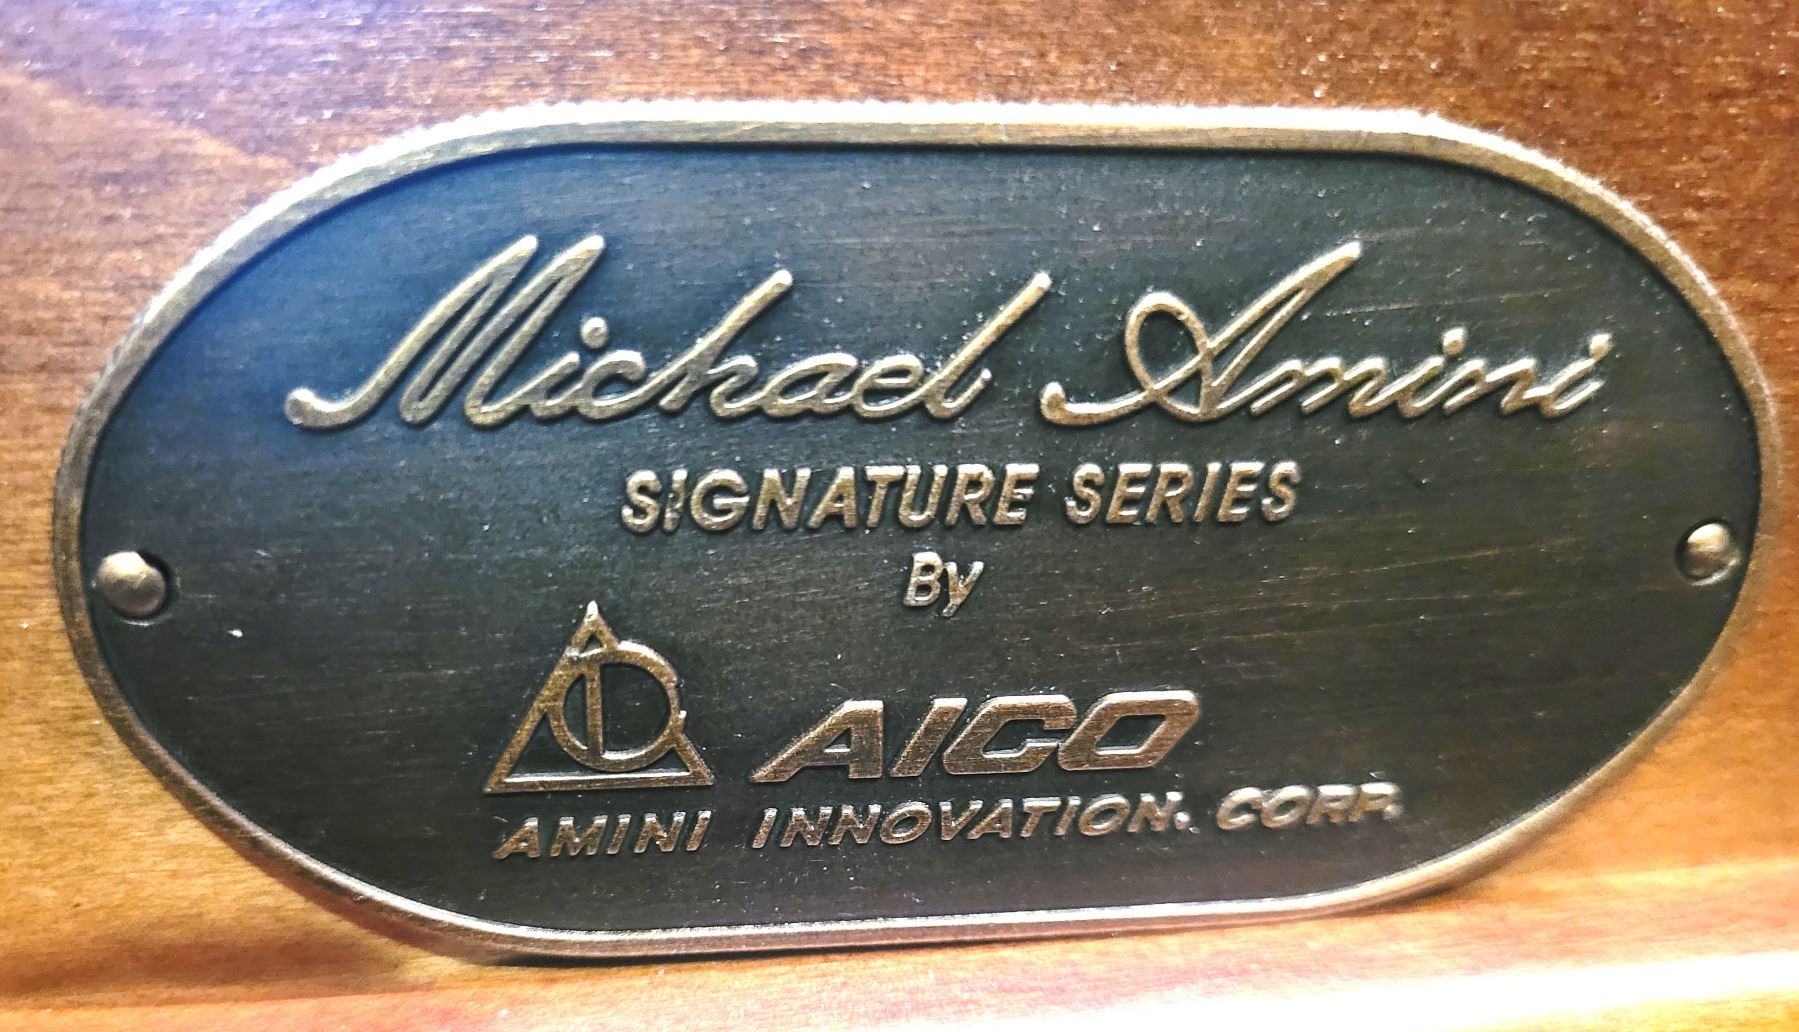 Michael Amini
SIGNATURE SERIES
By
AICO
AMINI INNOVATION. CORP.